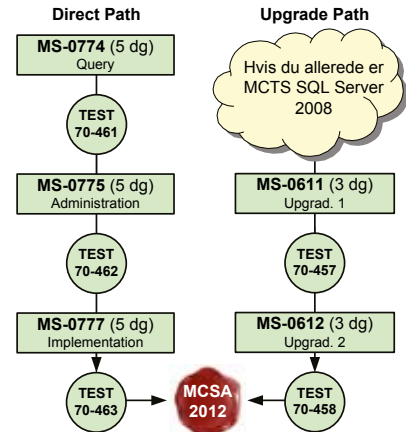 Direct Path
MS-0774 (5 dg)
Query
TEST
70-461
MS-0775 (5 dg)
Administration
TEST
70-462
MS-0777 (5 dg)
Implementation
TEST
70-463
Upgrade Path
Hvis du allerede er
MCTS SQL Server
2008
MS-0611 (3 dg)
Upgrad. 1
TEST
70-457
MS-0612 (3 dg)
Upgrad. 2
TEST
70-458
MCSA
2012